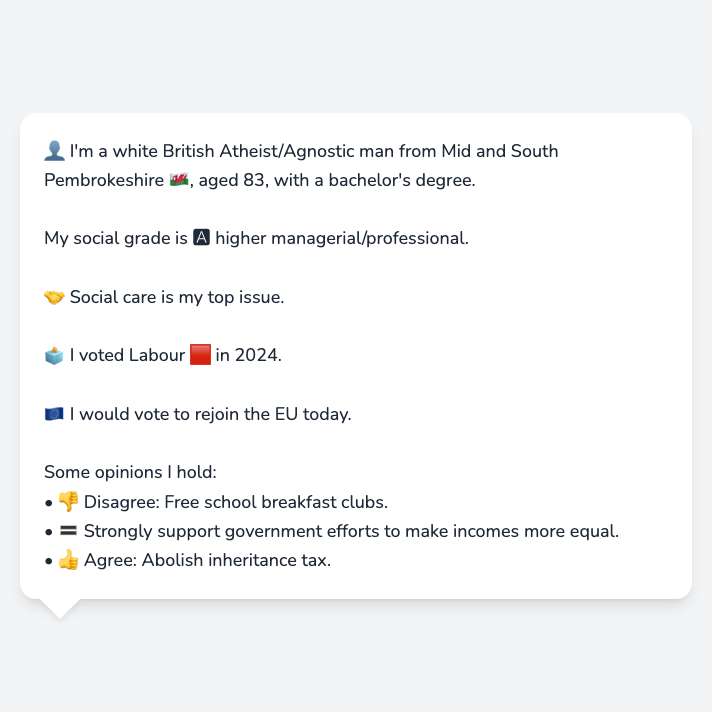 👤 I'm a white British Atheist/Agnostic man from Mid and South
Pembrokeshire 🏴󠁧󠁢󠁷󠁬󠁳󠁿, aged 83, with a bachelor's degree.
My social grade is 🅰 higher managerial/professional.
🤝 Social care is my top issue.
🗳️ I voted Labour 🟥 in 2024.
🇪🇺 I would vote to rejoin the EU today.
Some opinions I hold:
• 👎 Disagree: Free school breakfast clubs.
• 🟰 Strongly support government efforts to make incomes more equal.
• 👍 Agree: Abolish inheritance tax.